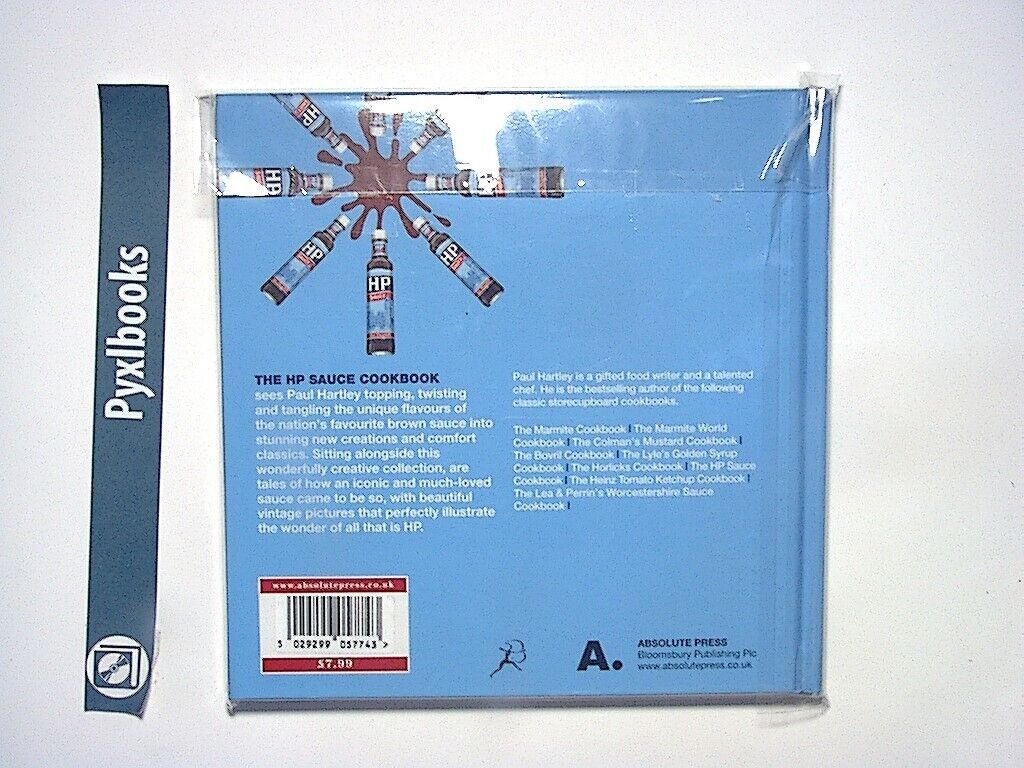 Pyxlbooks
HP
HP
HP
HP
THE HP SAUCE COOKBOOK
sees Paul Hartley topping, twisting
and tangling the unique flavours of
the nation's favourite brown sauce into
stunning new creations and comfort
classics. Sitting alongside this
wonderfully creative collection, are
tales of how an iconic and much-loved
sauce came to be so, with beautiful
vintage pictures that perfectly illustrate
the wonder of all that is HP.
Paul Hartley is a gifted food writer and a talented
chef. He is the bestselling author of the following
classic storecupboard cookbooks.
The Marmite Cookbook | The Marmite World
Cookbook | The Colman's Mustard Cookbook |
The Bovril Cookbook | The Lyle's Golden Syrup
Cookbook | The Horlicks Cookbook | The HP Sauce
Cookbook | The Heinz Tomato Ketchup Cookbook |
The Lea & Perrin's Worcestershire Sauce
Cookbook |
www.absolutepress.co.uk
5 029299 057743 >
£7.99
A.
ABSOLUTE PRESS
Bloomsbury Publishing Plc
www.absolutepress.co.uk